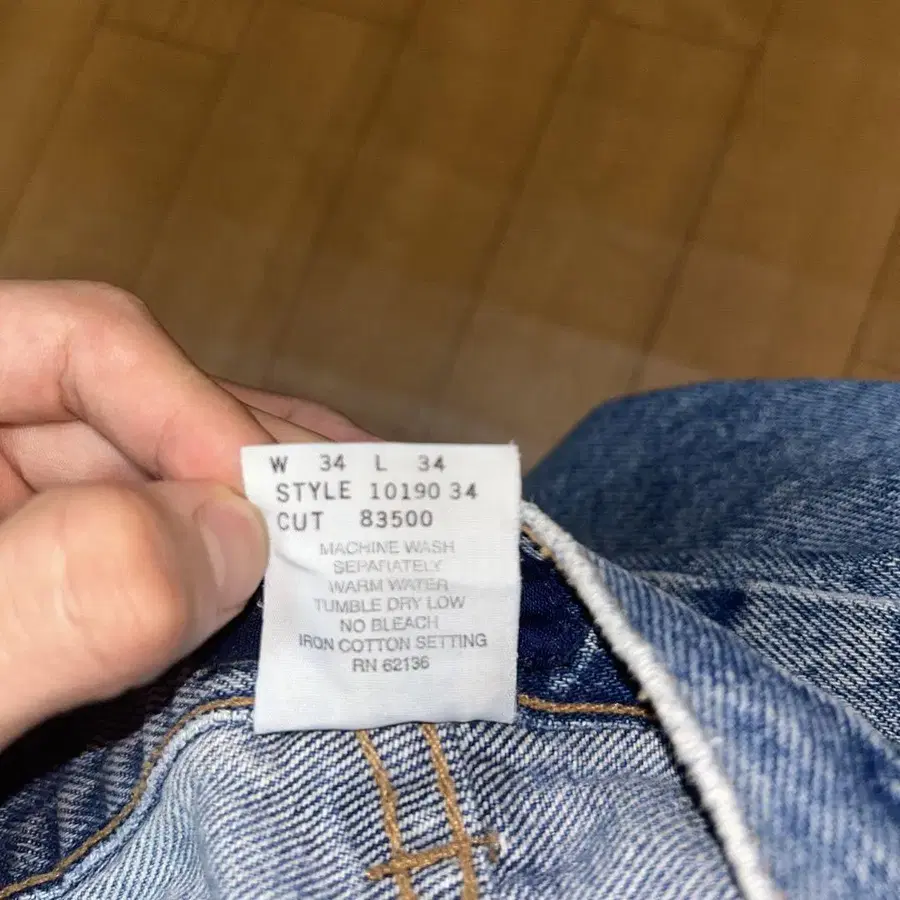 W 34 L 34
STYLE 10190 34
CUT 83500
MACHINE WASH
SEPARATELY
WARM WATER
TUMBLE DRY LOW
NO BLEACH
IRON COTTON SETTING
RN 62136